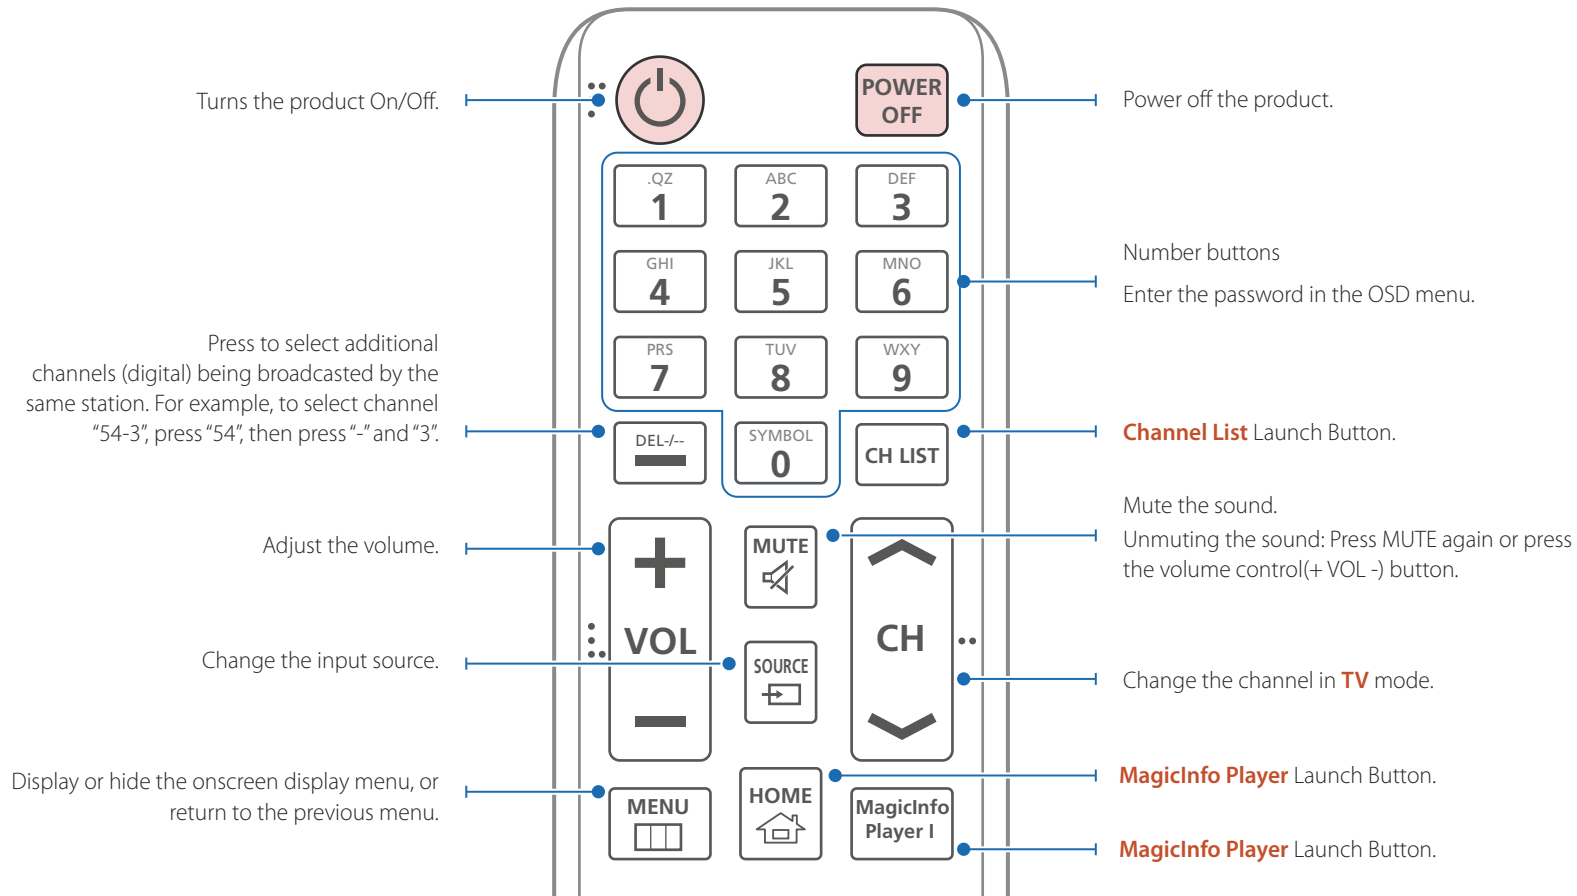 Turns the product On/Off.
POWER
OFF
Power off the product.
.QZ
1
ABC
2
DEF
3
GHI
4
JKL
5
MNO
6
Number buttons
Enter the password in the OSD menu.
PRS
7
TUV
8
WXY
9
Press to select additional
channels (digital) being broadcasted by the
same station. For example, to select channel
“54-3”, press “54”, then press “-” and “3”.
DEL-/--
SYMBOL
0
CH LIST
Channel List Launch Button.
Adjust the volume.
+
VOL
−
MUTE
Mute the sound.
Unmuting the sound: Press MUTE again or press
the volume control(+ VOL -) button.
Change the input source.
SOURCE
CH
Change the channel in TV mode.
Display or hide the onscreen display menu, or
return to the previous menu.
MENU
HOME
MagicInfo Player Launch Button.
MagicInfo
Player I
MagicInfo Player Launch Button.